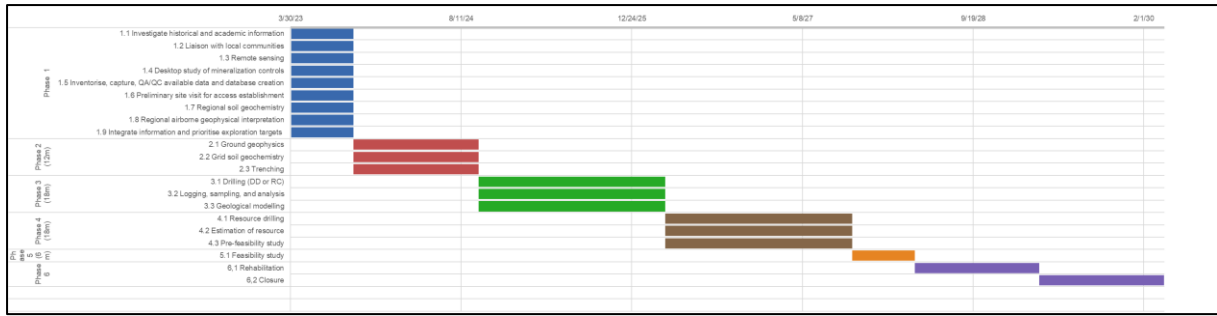 3/30/23 8/11/24 12/24/25 5/8/27 9/19/28 2/1/30
Phase 1
1.1 Investigate historical and academic information
1.2 Liaison with local communities
1.3 Remote sensing
1.4 Desktop study of mineralization controls
1.5 Inventorise, capture, QA/QC available data and database creation
1.6 Preliminary site visit for access establishment
1.7 Regional soil geochemistry
1.8 Regional airborne geophysical interpretation
1.9 Integrate information and prioritise exploration targets
Phase 2
(12m)
2.1 Ground geophysics
2.2 Grid soil geochemistry
2.3 Trenching
Phase 3
(18m)
3.1 Drilling (DD or RC)
3.2 Logging, sampling, and analysis
3.3 Geological modelling
Phase 4
(18m)
4.1 Resource drilling
4.2 Estimation of resource
4.3 Pre-feasibility study
Ph
ase
5
(6
m)
5.1 Feasibility study
Phase
6
6,1 Rehabilitation
6,2 Closure